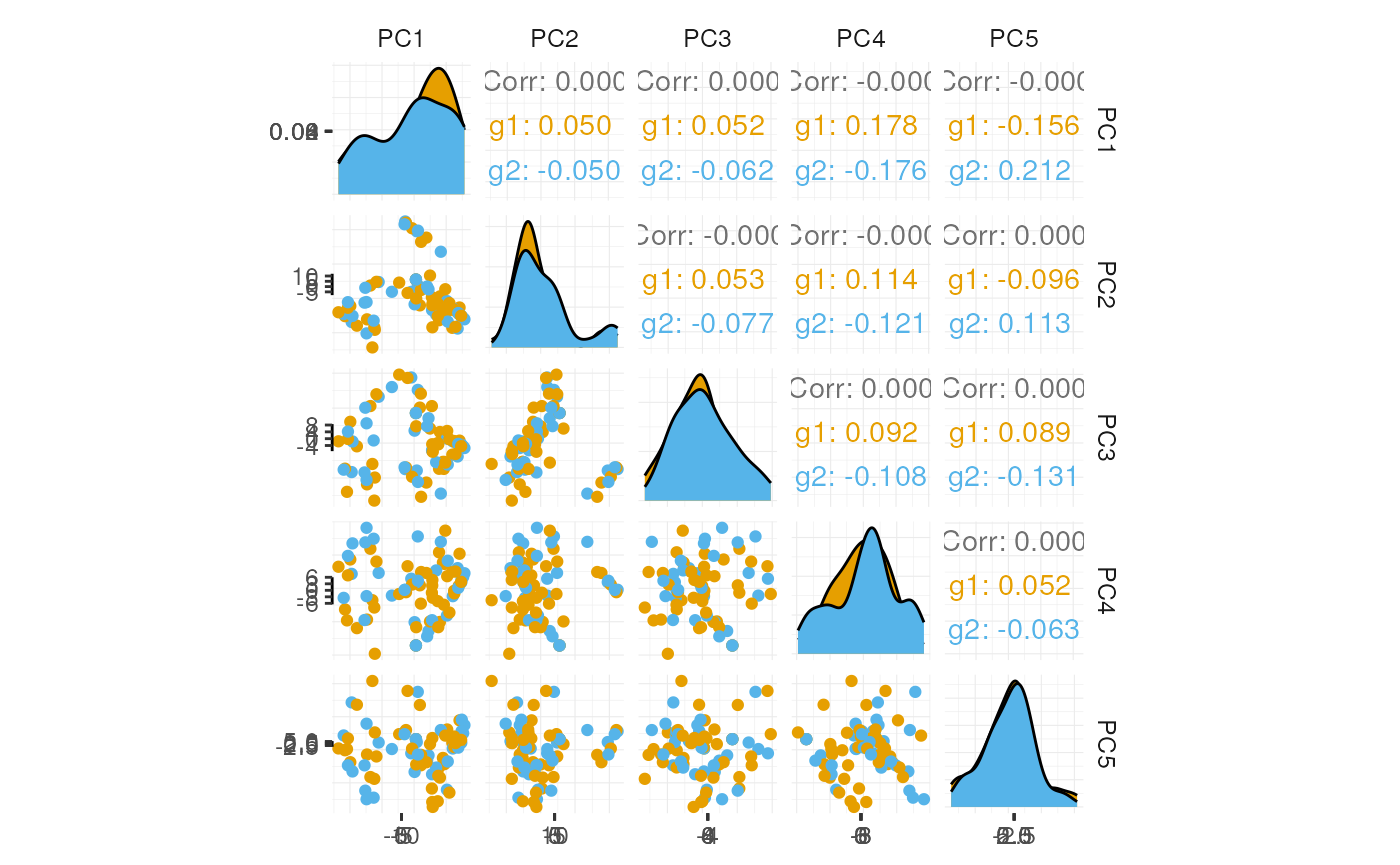 PC1 PC2 PC3 PC4 PC5
Corr: 0.000 Corr: 0.000 Corr: -0.000 Corr: -0.000
g1: 0.050 g1: 0.052 g1: 0.178 g1: -0.156
g2: -0.050 g2: -0.062 g2: -0.176 g2: 0.212
PC1
Corr: -0.000 Corr: -0.000 Corr: 0.000
g1: 0.053 g1: 0.114 g1: -0.096
g2: -0.077 g2: -0.121 g2: 0.113
PC2
Corr: 0.000 Corr: 0.000
g1: 0.092 g1: 0.089
g2: -0.108 g2: -0.131
PC3
Corr: 0.000
g1: 0.052
g2: -0.063
PC4
PC5